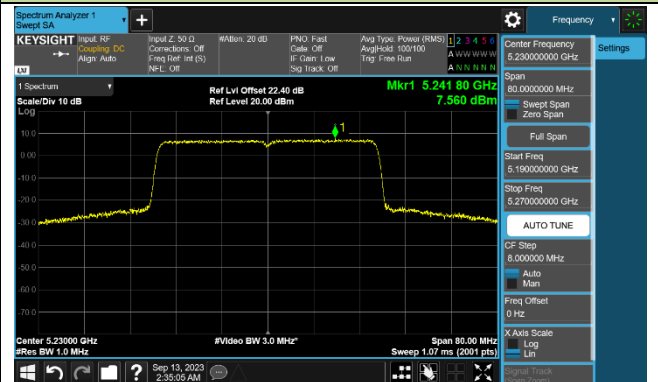 Spectrum Analyzer 1
Swept SA
Frequency
KEYSIGHT
Input: RF
Coupling: DC
Align: Auto
Input Z: 50 Ω
Corrections: Off
Freq Ref: Int (S)
NFE: Off
#Atten: 20 dB
PNO: Fast
Gate: Off
IF Gain: Low
Sig Track: Off
Avg Type: Power (RMS)
Avg|Hold: 100/100
Trig: Free Run
1 2 3 4 5 6
A W W W W W
A N N N N N
LXI
1 Spectrum
Scale/Div 10 dB
Log
Ref Lvl Offset 22.40 dB
Ref Level 20.00 dBm
Mkr1 5.241 80 GHz
7.560 dBm
1
10.0
0.00
-10.0
-20.0
-30.0
-40.0
-50.0
-60.0
-70.0
Center 5.23000 GHz
#Res BW 1.0 MHz
#Video BW 3.0 MHz*
Span 80.00 MHz
Sweep 1.07 ms (2001 pts)
Sep 13, 2023
2:35:05 AM
Center Frequency
5.230000000 GHz
Settings
Span
80.0000000 MHz
Swept Span
Zero Span
Full Span
Start Freq
5.190000000 GHz
Stop Freq
5.270000000 GHz
AUTO TUNE
CF Step
8.000000 MHz
Auto
Man
Freq Offset
0 Hz
X Axis Scale
Log
Lin
Signal Track
(Span Zoom)